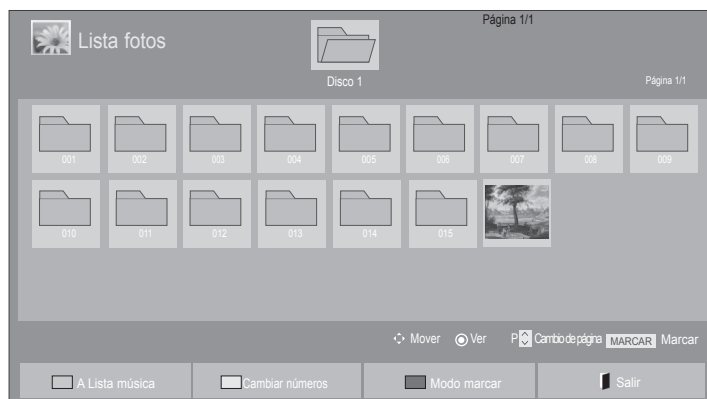 Página 1/1
Lista fotos
Disco 1
Página 1/1
001 002 003 004 005 006 007 008 009
010 011 012 013 014 015
Mover Ver P Cambio de página MARCAR Marcar
A Lista música Cambiar números Modo marcar Salir